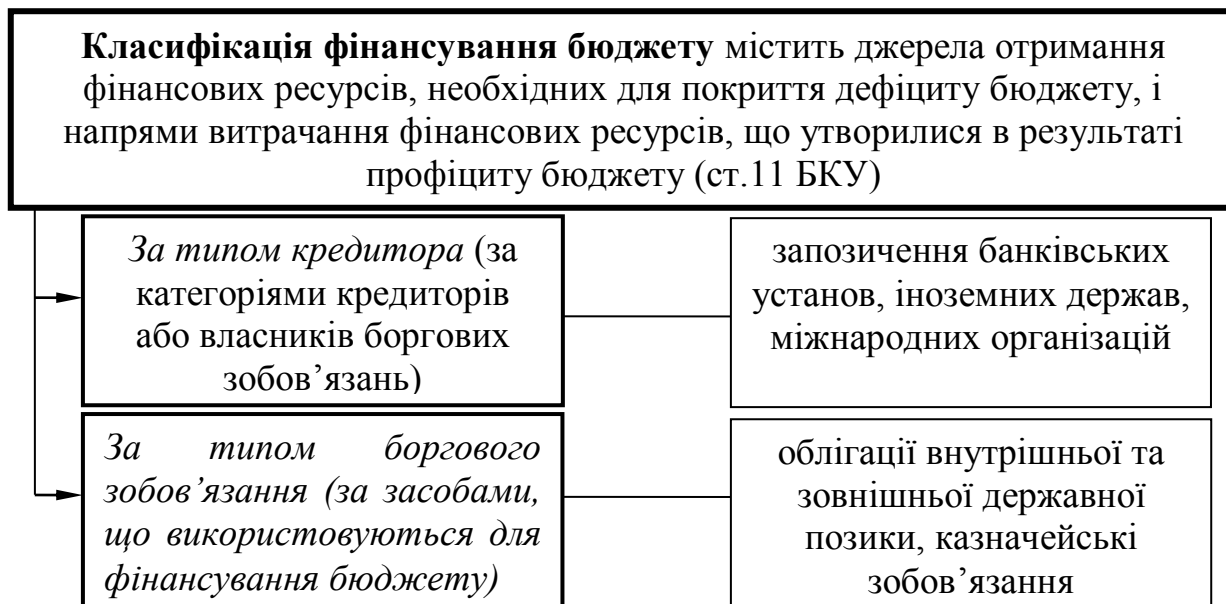 Класифікація фінансування бюджету містить джерела отримання
фінансових ресурсів, необхідних для покриття дефіциту бюджету, і
напрями витрачання фінансових ресурсів, що утворилися в результаті
профіциту бюджету (ст.11 БКУ)
За типом кредитора (за
категоріями кредиторів
або власників боргових
зобов’язань)
запозичення банківських
установ, іноземних держав,
міжнародних організацій
За типом боргового
зобов’язання (за засобами,
що використовуються для
фінансування бюджету)
облігації внутрішньої та
зовнішньої державної
позики, казначейські
зобов’язання